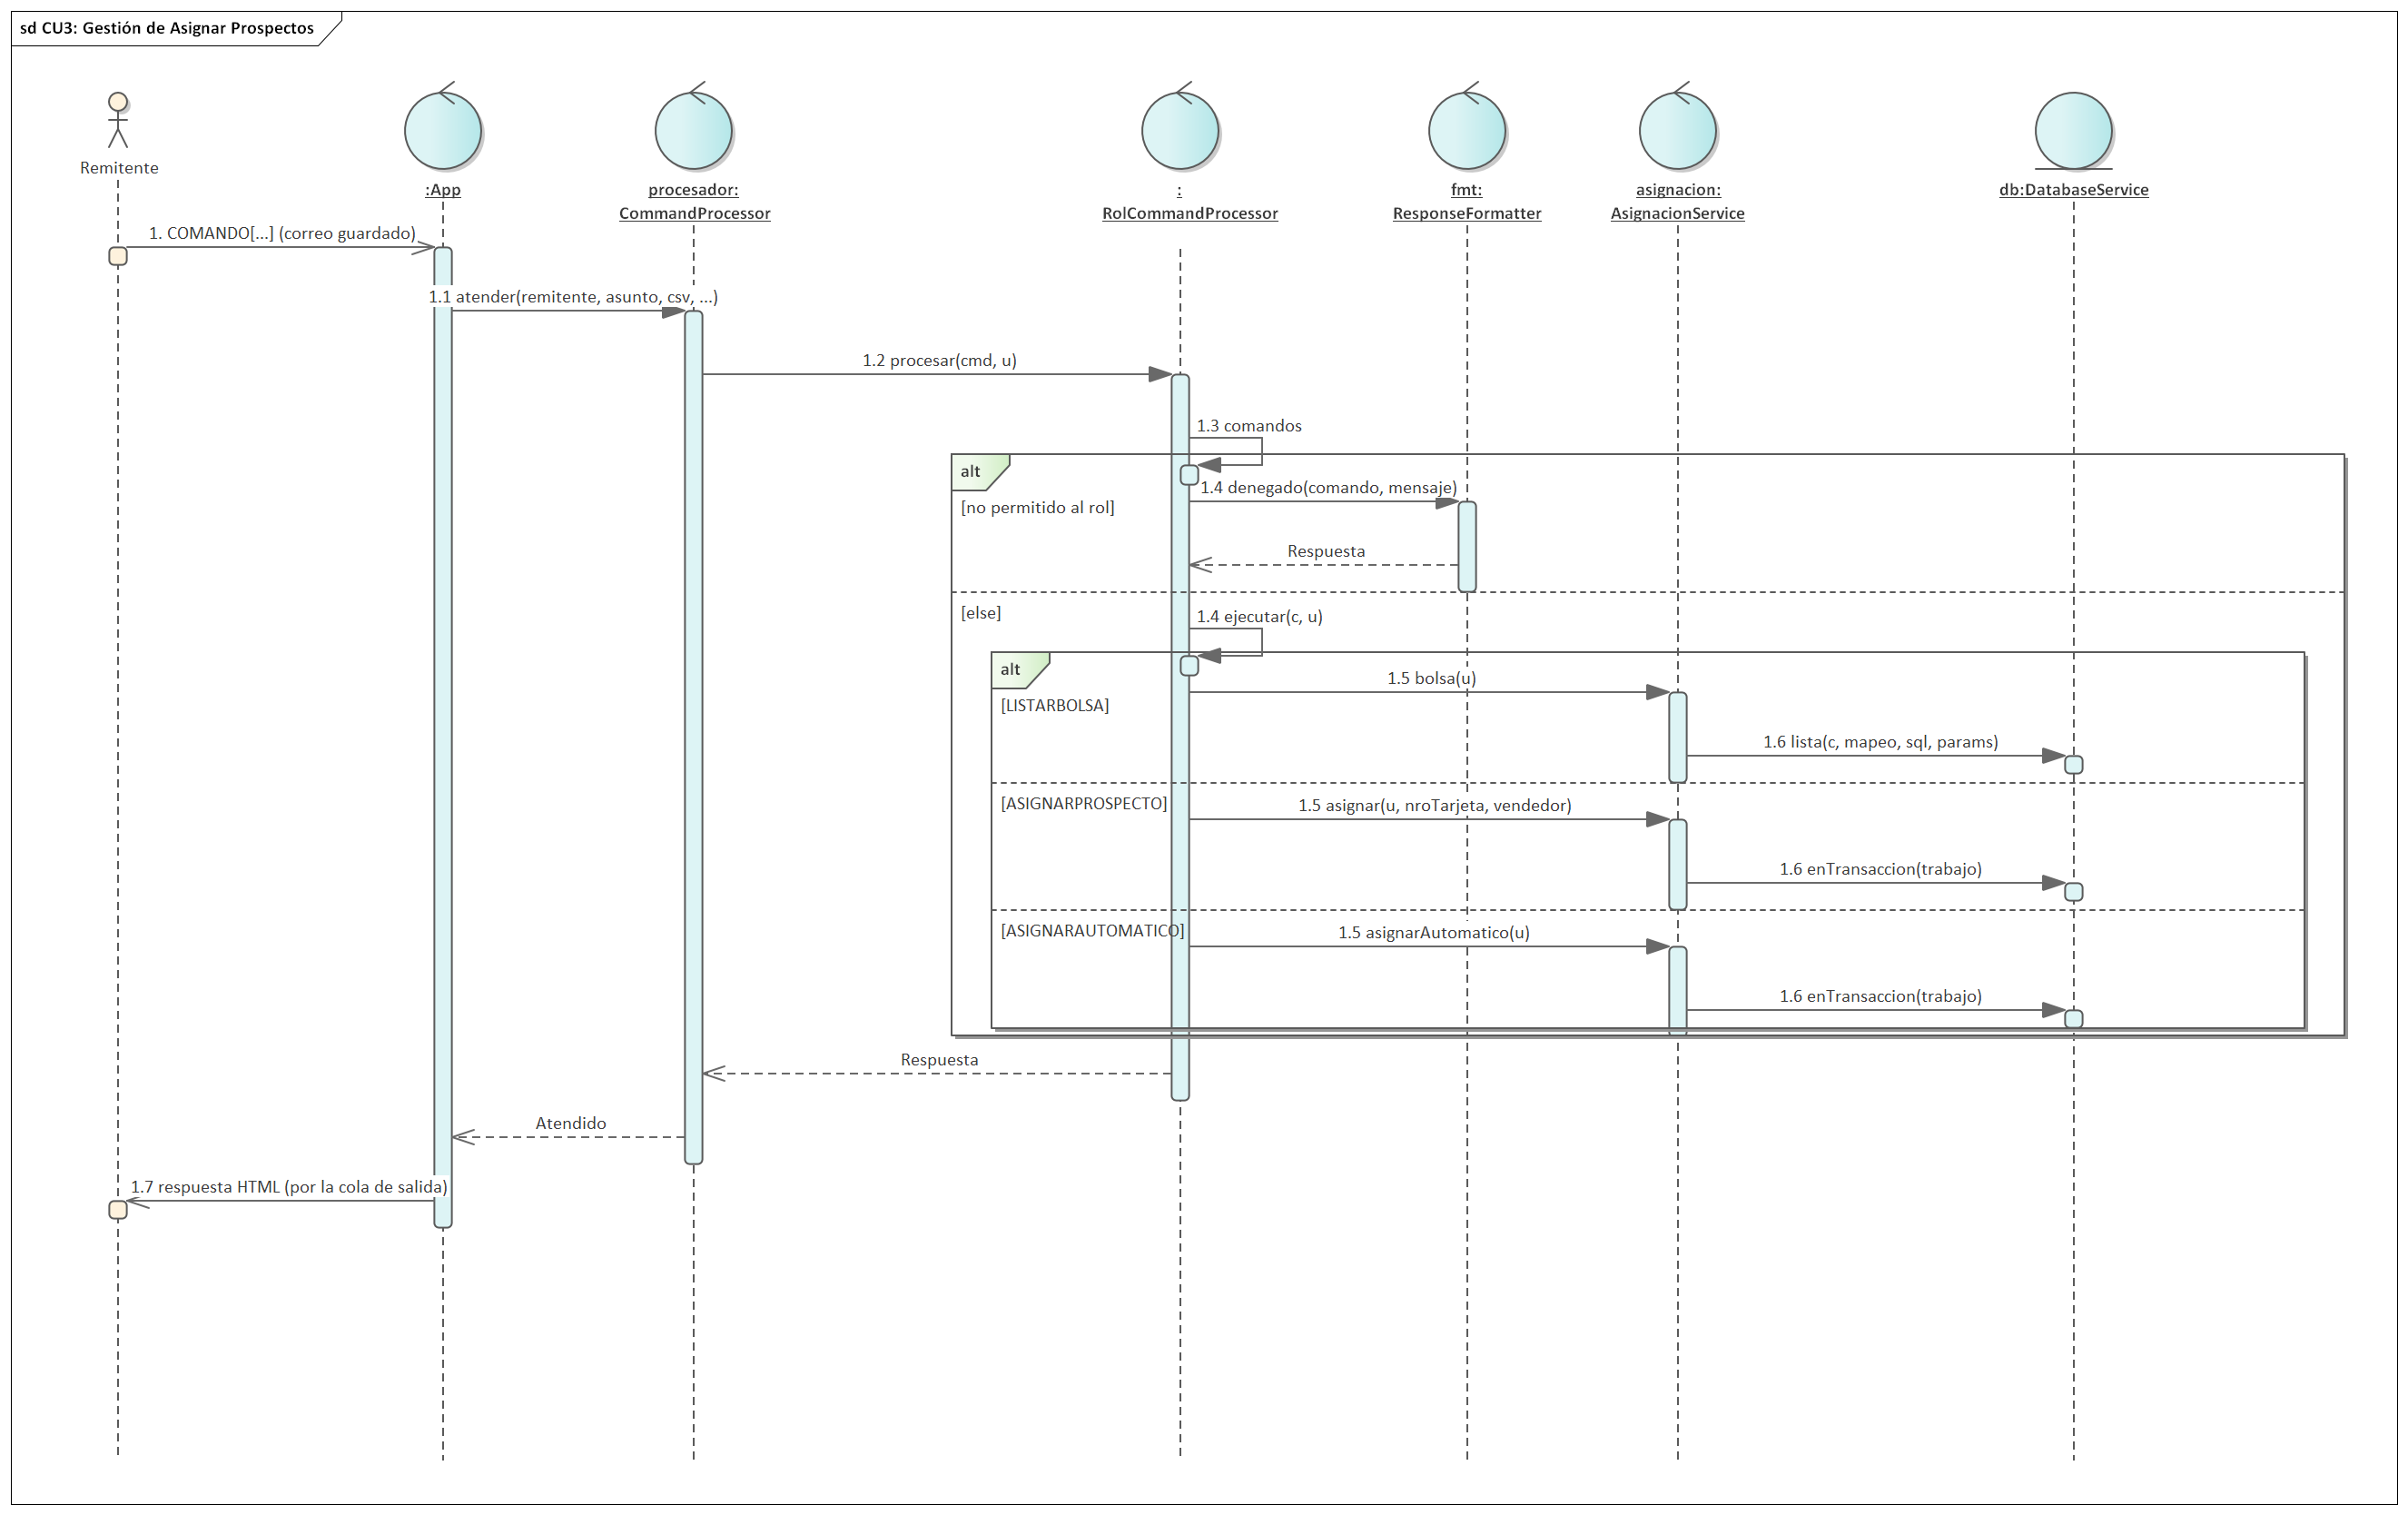 sd CU3: Gestión de Asignar Prospectos
Remitente
:App
procesador:
CommandProcessor
:
RolCommandProcessor
fmt:
ResponseFormatter
asignacion:
AsignacionService
db:DatabaseService
1. COMANDO[...] (correo guardado)
1.1 atender(remitente, asunto, csv, ...)
1.2 procesar(cmd, u)
1.3 comandos
alt
1.4 denegado(comando, mensaje)
[no permitido al rol]
Respuesta
[else]
1.4 ejecutar(c, u)
alt
1.5 bolsa(u)
[LISTARBOLSA]
1.6 lista(c, mapeo, sql, params)
[ASIGNARPROSPECTO]
1.5 asignar(u, nroTarjeta, vendedor)
1.6 enTransaccion(trabajo)
[ASIGNARAUTOMATICO]
1.5 asignarAutomatico(u)
1.6 enTransaccion(trabajo)
Respuesta
Atendido
1.7 respuesta HTML (por la cola de salida)